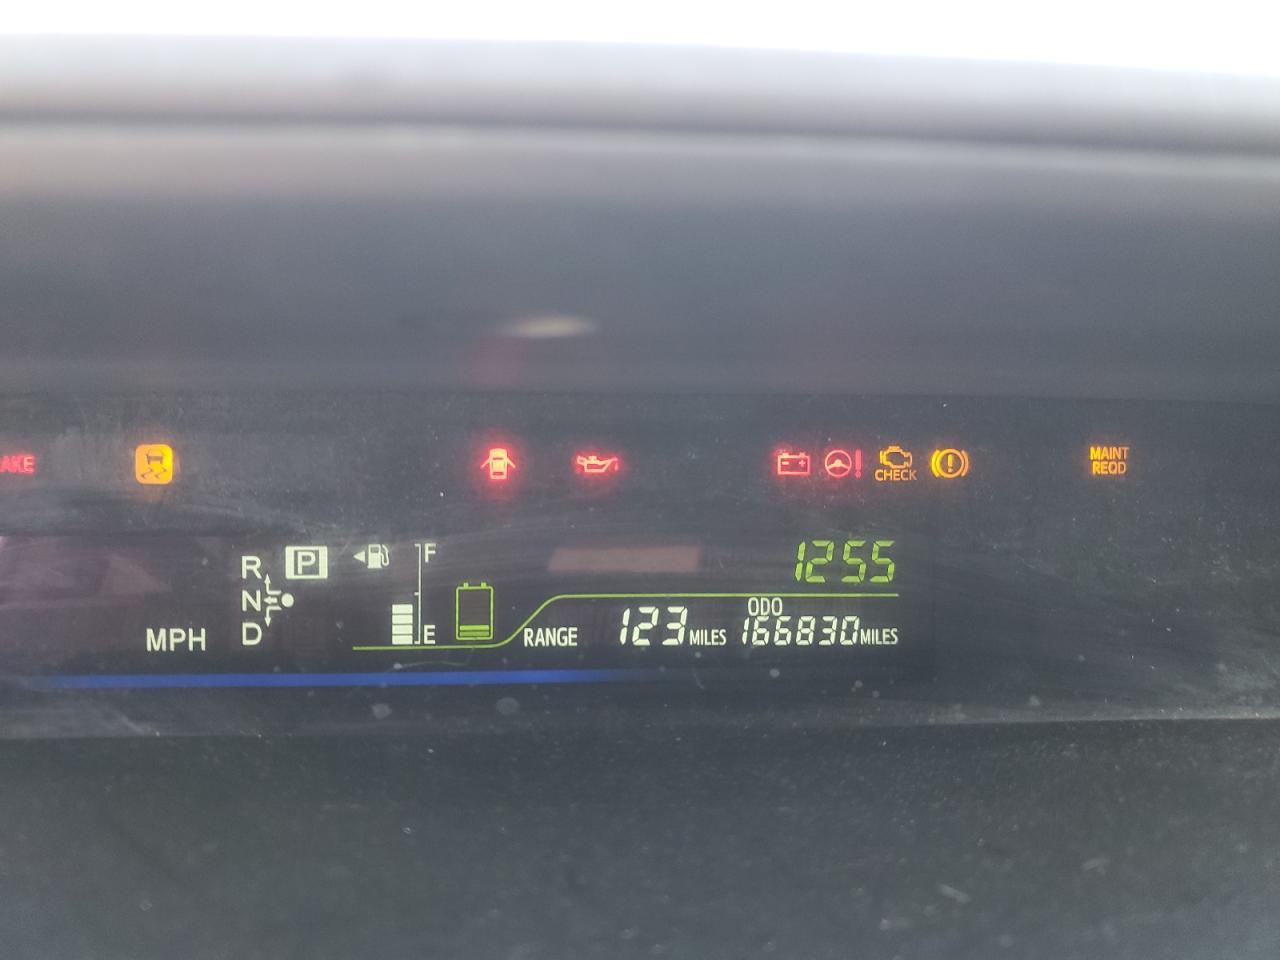 AKE
CHECK
MAINT
REQD
R
P
F
1255
N
ODO
MPH
D
E
RANGE
123 MILES
166830 MILES